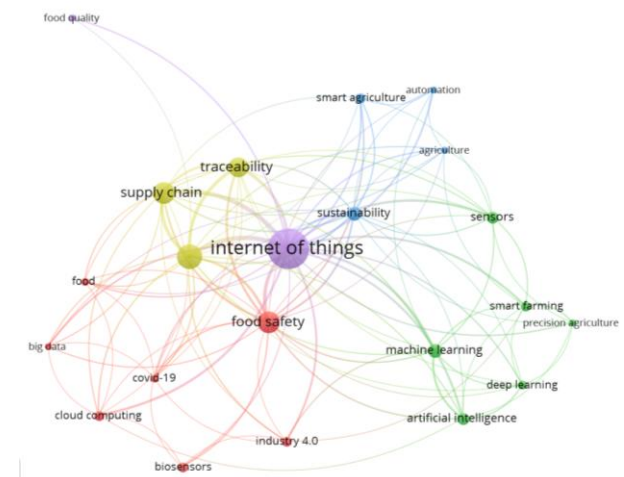 food quality
automation
smart agriculture
agriculture
traceability
supply chain
sustainability
sensors
internet of things
food
smart farming
food safety
precision agriculture
big data
machine learning
covid-19
deep learning
cloud computing
artificial intelligence
industry 4.0
biosensors